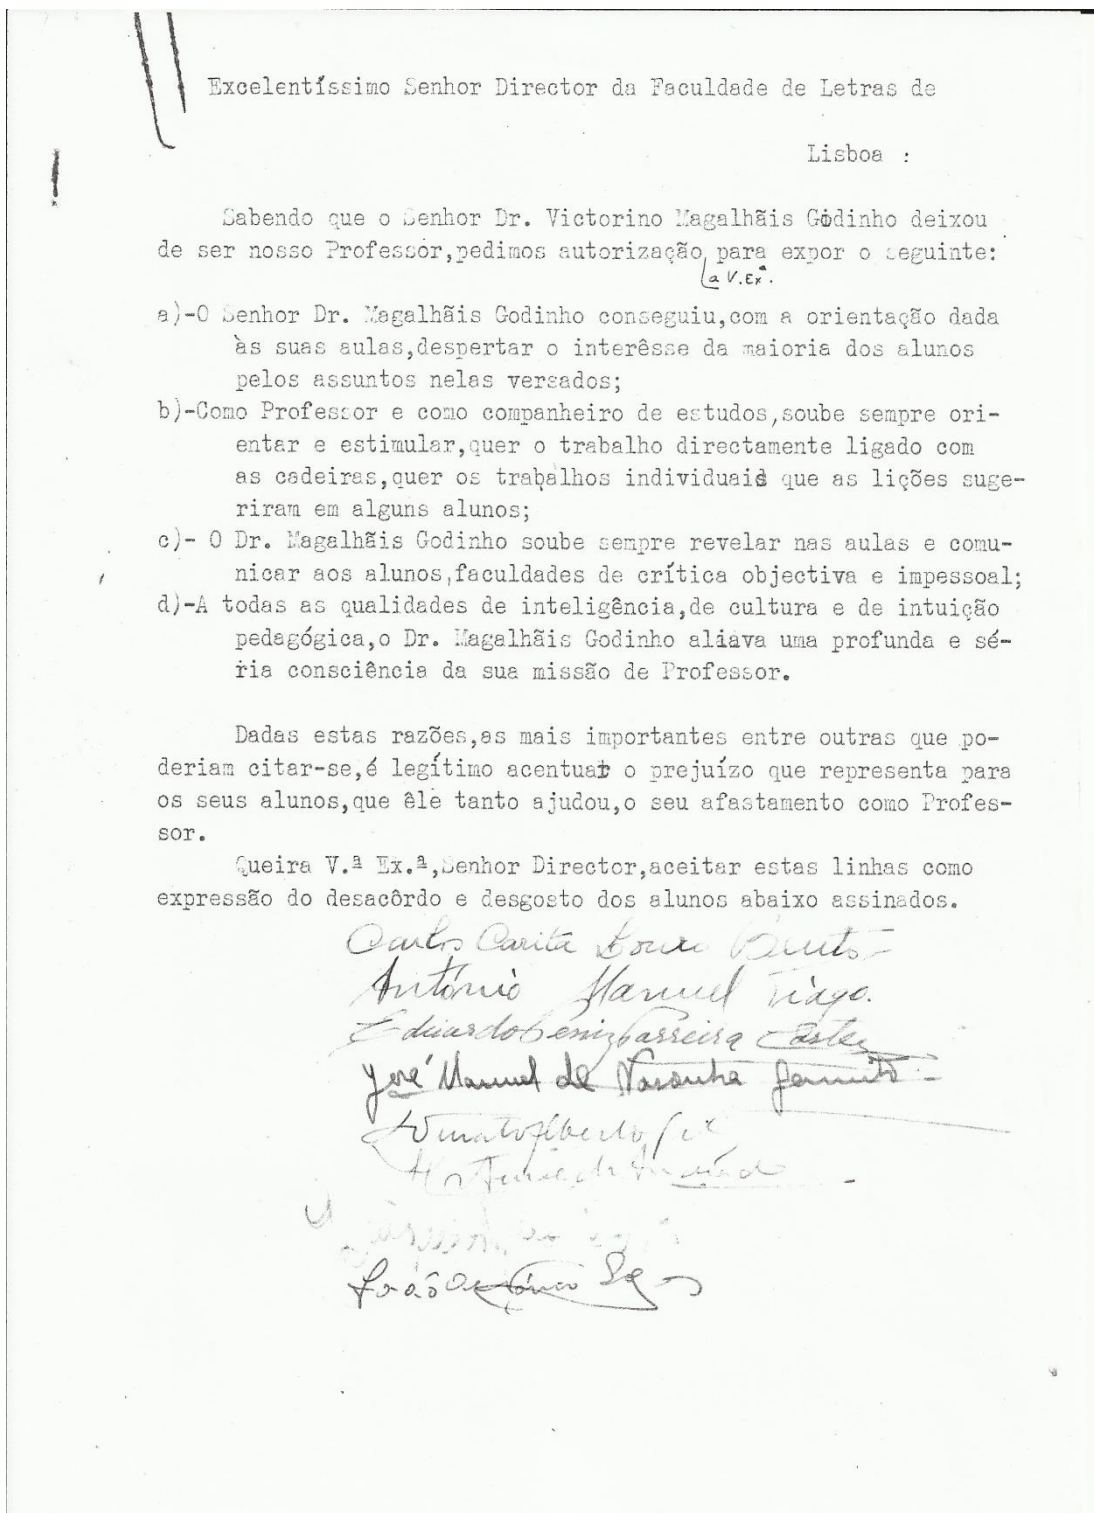 Excelentíssimo Senhor Director da Faculdade de Letras de
Lisboa :
Sabendo que o Senhor Dr. Victorino Magalhãis Godinho deixou
de ser nosso Professor,pedimos autorização para expor o seguinte:
a V. Exª.
a)-O Senhor Dr. Magalhãis Godinho conseguiu,com a orientação dada
às suas aulas,despertar o interêsse da maioria dos alunos
pelos assuntos nelas versados;
b)-Como Professor e como companheiro de estudos,soube sempre ori-
entar e estimular,quer o trabalho directamente ligado com
as cadeiras,quer os trabalhos individuais que as lições suge-
riram em alguns alunos;
c)- O Dr. Magalhãis Godinho soube sempre revelar nas aulas e comu-
nicar aos alunos,faculdades de crítica objectiva e impessoal;
d)-A todas as qualidades de inteligência,de cultura e de intuição
pedagógica,o Dr. Magalhãis Godinho aliava uma profunda e sé-
ria consciência da sua missão de Professor.
Dadas estas razões,as mais importantes entre outras que po-
deriam citar-se,é legítimo acentuar o prejuízo que representa para
os seus alunos,que êle tanto ajudou,o seu afastamento como Profes-
sor.
Queira V.ª Ex.ª,Senhor Director,aceitar estas linhas como
expressão do desacôrdo e desgosto dos alunos abaixo assinados.
Carlos Carita
António Manuel Tiago.
Eduardo
José Manuel de Noronha
João